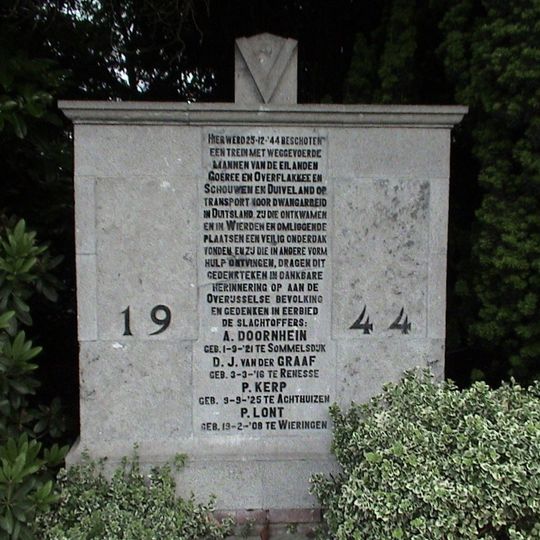 HIER WERD 25-12-'44 BESCHOTEN
EEN TREIN MET WEGGEVOERDE
MANNEN VAN DE EILANDEN
GOEREE EN OVERFLAKKEE EN
SCHOUWEN EN DUIVELAND OP
TRANSPORT VOOR DWANGARBEID
IN DUITSLAND. ZIJ DIE ONTKWAMEN
EN IN WIERDEN EN OMLIGGENDE
PLAATSEN EEN VEILIG ONDERDAK
VONDEN EN ZIJ DIE IN ANDERE VORM
HULP ONTVINGEN, DRAGEN DIT
GEDENKTEKEN IN DANKBARE
HERINNERING OP AAN DE
OVERIJSSELSE BEVOLKING
EN GEDENKEN IN EERBIED
DE SLACHTOFFERS:
A. DOORNHEIN
GEB. 1-9-'21 TE SOMMELSDIJK
D. J. VAN DER GRAAF
GEB. 3-3-'16 TE RENESSE
P. KERP
GEB. 9-9-'25 TE ACHTHUIZEN
P. LONT
GEB. 19-2-'08 TE WIERINGEN
19 44